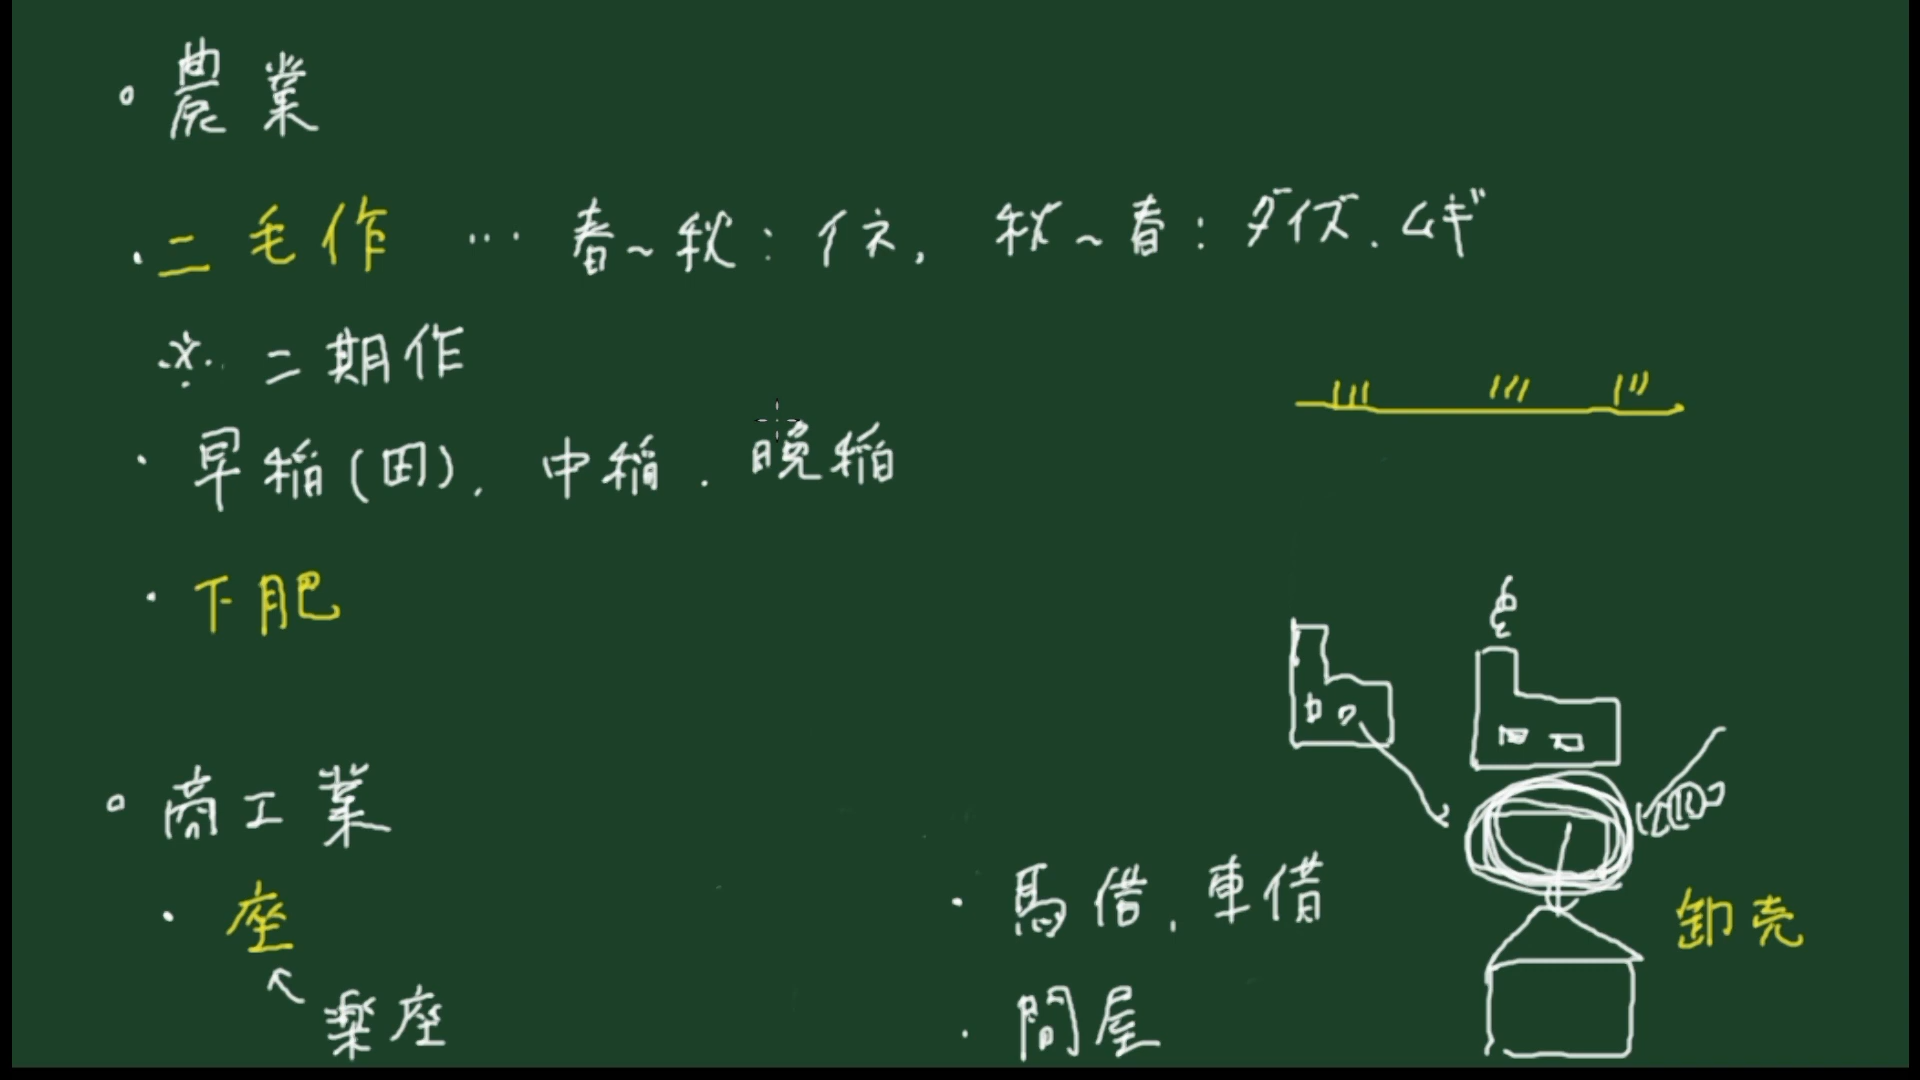 。農業
・二毛作 … 春~秋:イネ, 秋~春:ダイズ.ムギ
※ 二期作
・早稲(田), 中稲.晩稲
・下肥
。商工業
・座
楽座
・馬借,車借
・問屋
卸売